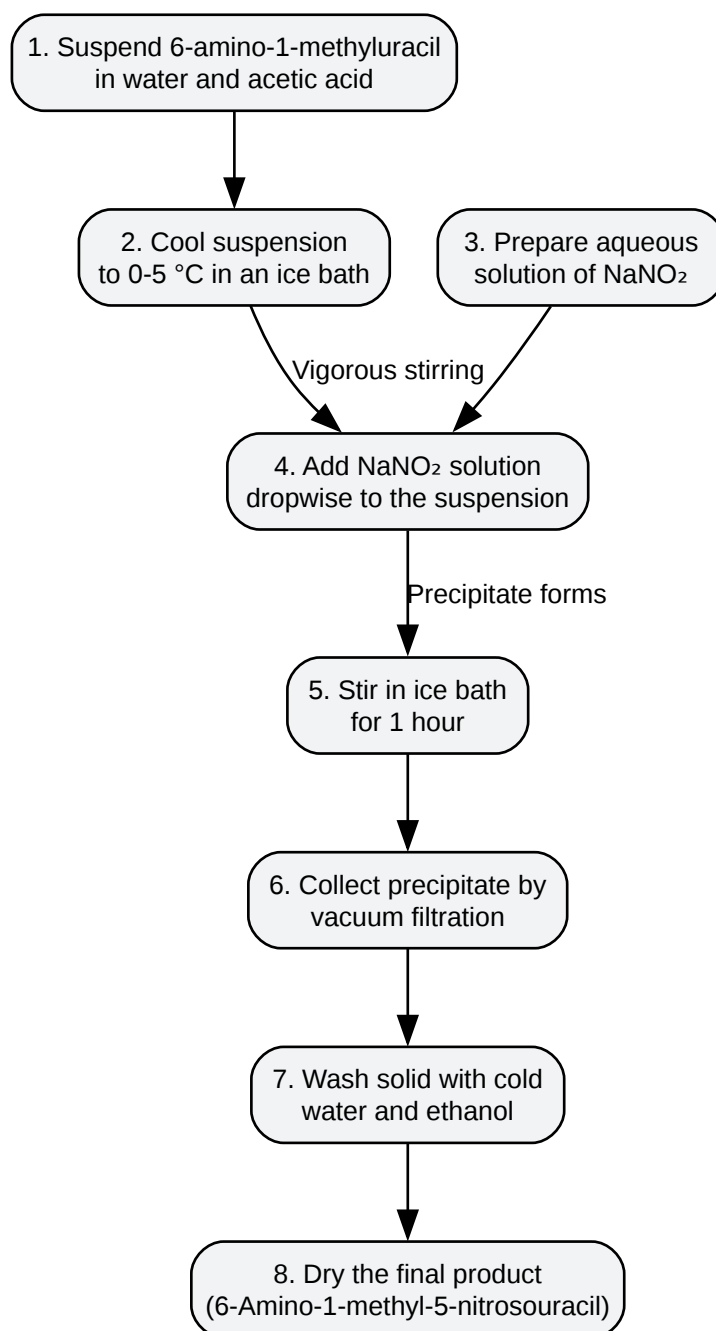 1. Suspend 6-amino-1-methyluracil
in water and acetic acid
2. Cool suspension
to 0-5 °C in an ice bath
3. Prepare aqueous
solution of NaNO₂
Vigorous stirring
4. Add NaNO₂ solution
dropwise to the suspension
Precipitate forms
5. Stir in ice bath
for 1 hour
6. Collect precipitate by
vacuum filtration
7. Wash solid with cold
water and ethanol
8. Dry the final product
(6-Amino-1-methyl-5-nitrosouracil)